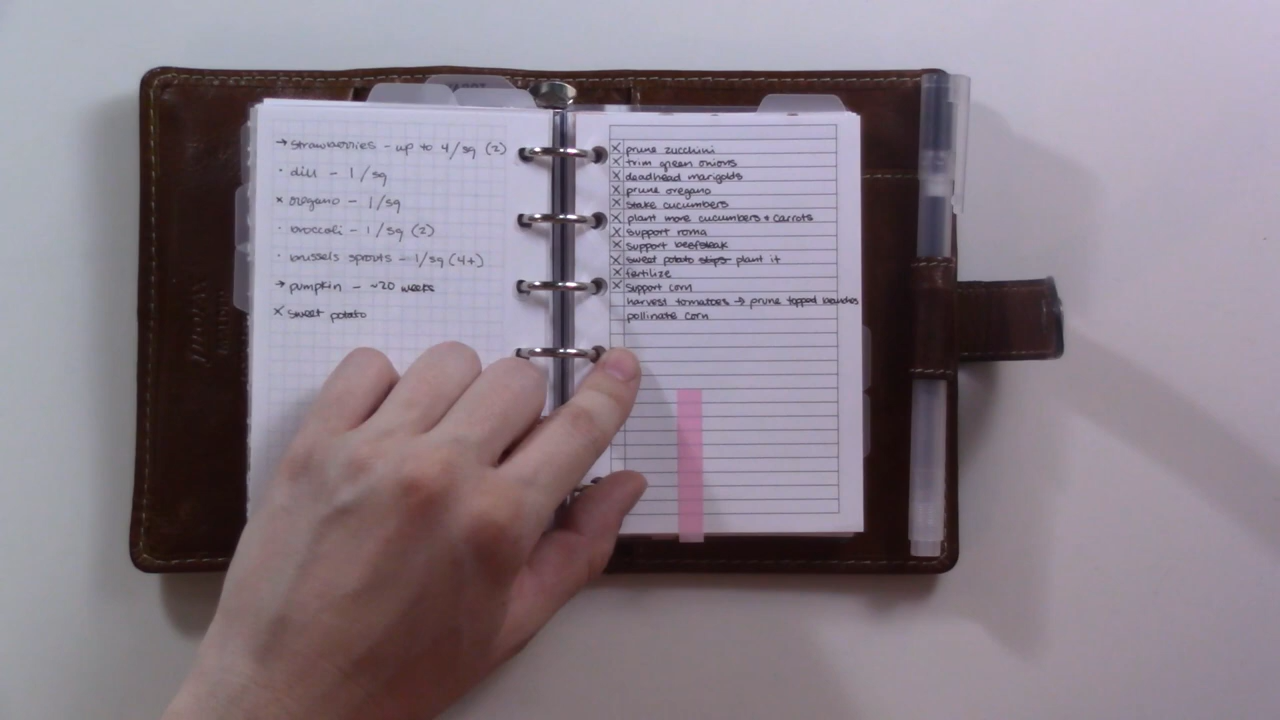 → strawberries - up to 4/sq (2)
· dill - 1/sq
× oregano - 1/sq
· broccoli - 1/sq (2)
· brussels sprouts - 1/sq (4+)
→ pumpkin - ~20 weeks
× sweet potato
× prune zucchini
× trim green onions
× deadhead marigolds
× prune oregano
× stake cucumbers
× plant more cucumbers + carrots
× support roma
× support beefsteak
× sweet potato slips plant it
× fertilize
× support corn
harvest tomatoes → prune topped branches
pollinate corn